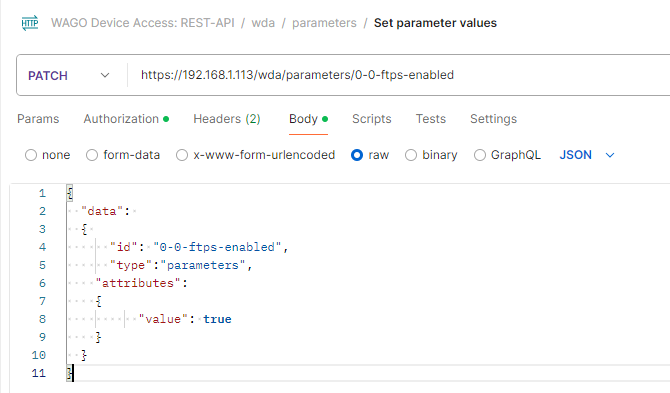 HTTP WAGO Device Access: REST-API / wda / parameters / Set parameter values
PATCH https://192.168.1.113/wda/parameters/0-0-ftps-enabled
Params Authorization Headers (2) Body Scripts Tests Settings
none form-data x-www-form-urlencoded raw binary GraphQL JSON
1 {
2 "data":
3 {
4 "id": "0-0-ftps-enabled",
5 "type":"parameters",
6 "attributes":
7 {
8 "value": true
9 }
10 }
11 }